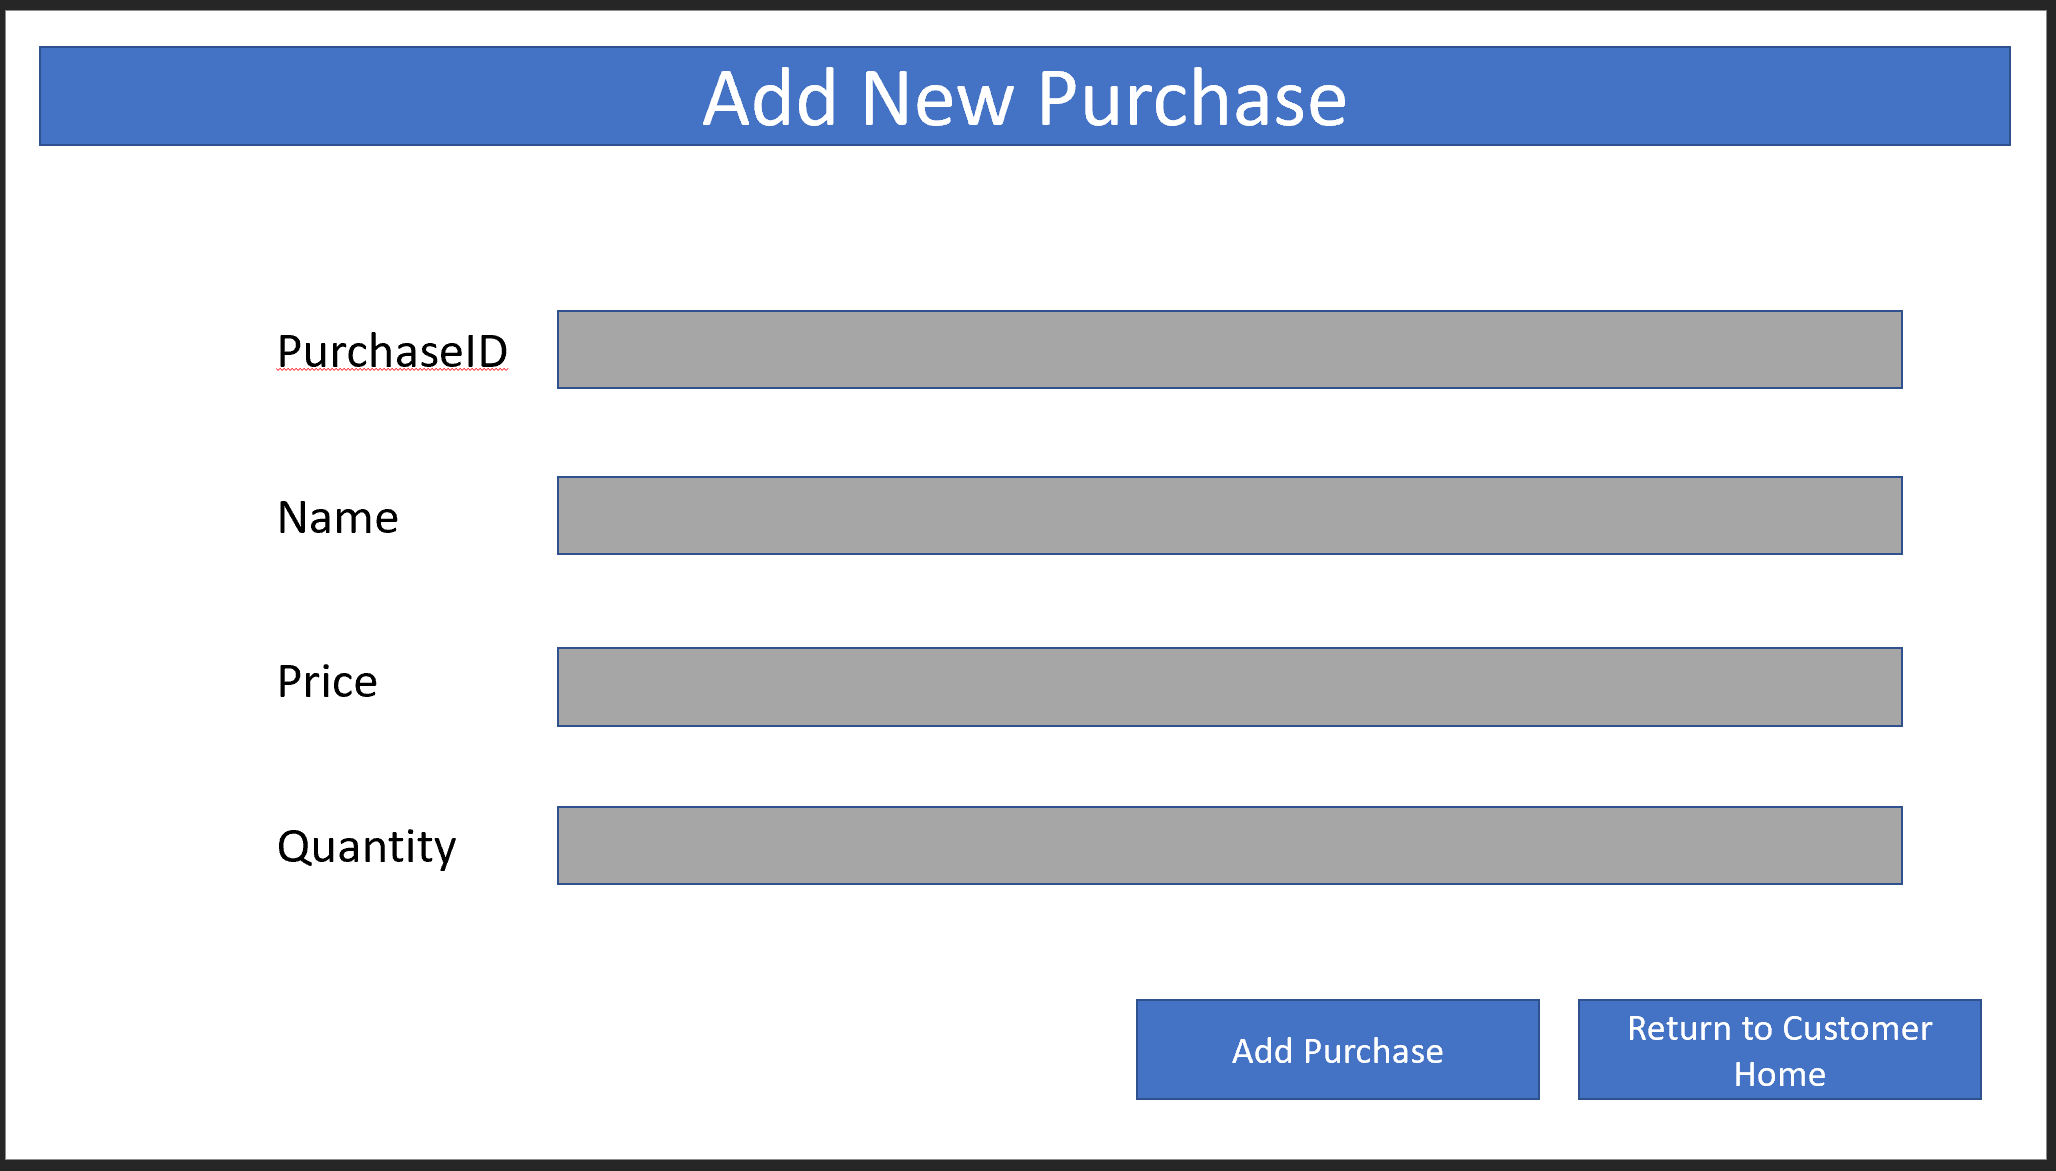 Add New Purchase
PurchaseID
Name
Price
Quantity
Add Purchase
Return to Customer
Home